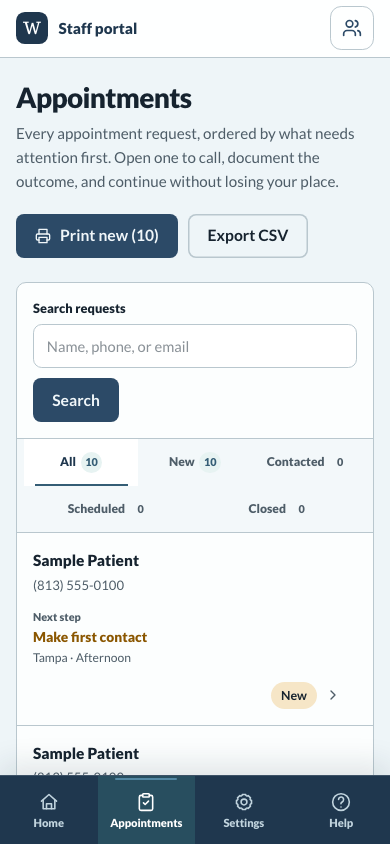 W Staff portal
Appointments
Every appointment request, ordered by what needs
attention first. Open one to call, document the
outcome, and continue without losing your place.
Print new (10) Export CSV
Search requests
Name, phone, or email
Search
All 10 New 10 Contacted 0
Scheduled 0 Closed 0
Sample Patient
(813) 555-0100
Next step
Make first contact
Tampa · Afternoon
New
Sample Patient
(813) 555-0100
Home Appointments Settings Help